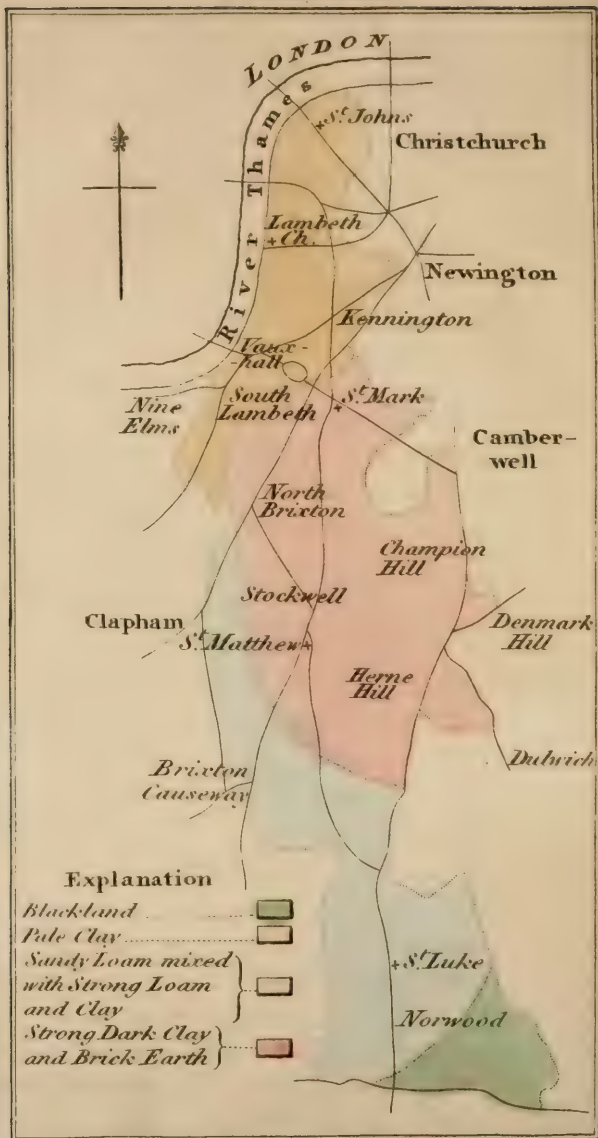 LONDON
River Thames
St. Johns
Christchurch
Lambeth
Ch.
Newington
Kennington
Vaux-
hall
Nine
Elms
South
Lambeth
St. Mark
Camber-
well
North
Brixton
Champion
Hill
Stockwell
Clapham
St. Matthew
Denmark
Hill
Herne
Hill
Dulwich
Brixton
Causeway
Explanation
Blackland
Pale Clay
Sandy Loam mixed
with Strong Loam
and Clay
Strong Dark Clay
and Brick Earth
St. Luke
Norwood